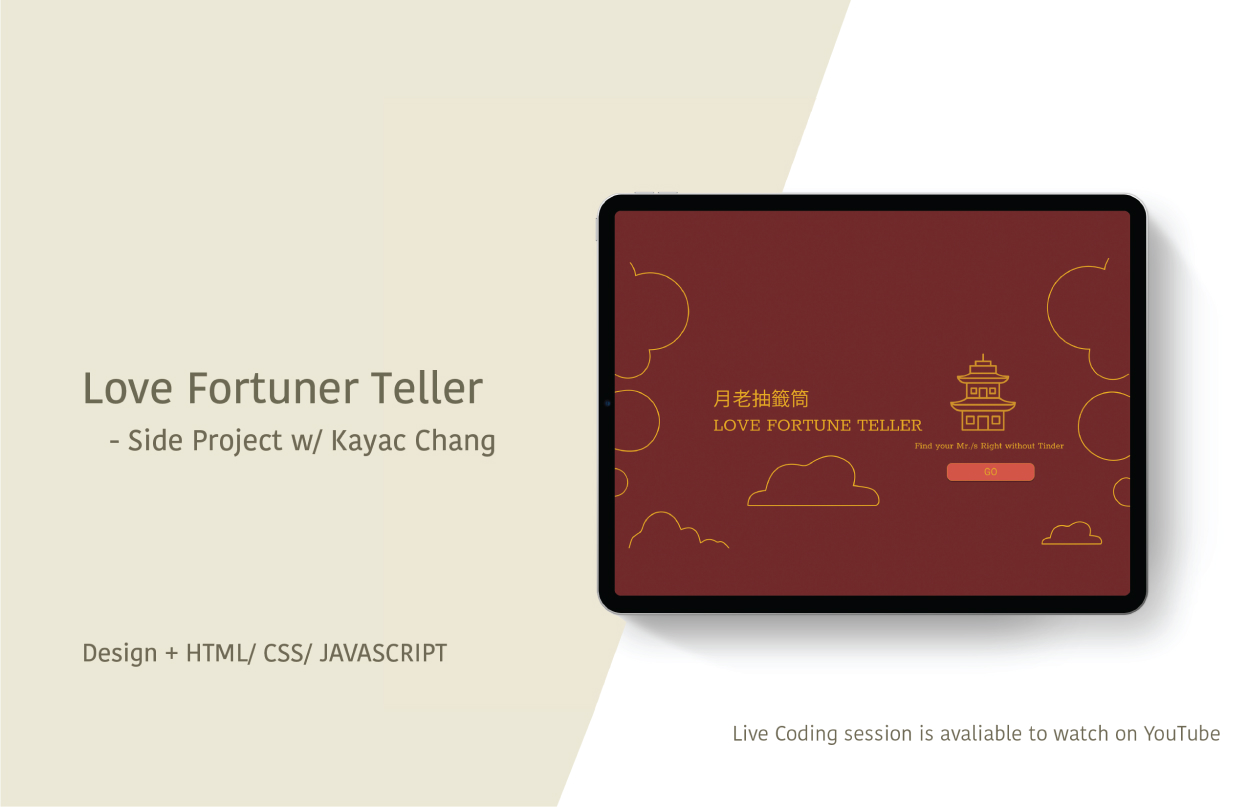 Love Fortuner Teller
- Side Project w/ Kayac Chang
月老抽籤筒
LOVE FORTUNE TELLER
Find your Mr./s Right without Tinder
GO
Design + HTML/ CSS/ JAVASCRIPT
Live Coding session is avaliable to watch on YouTube